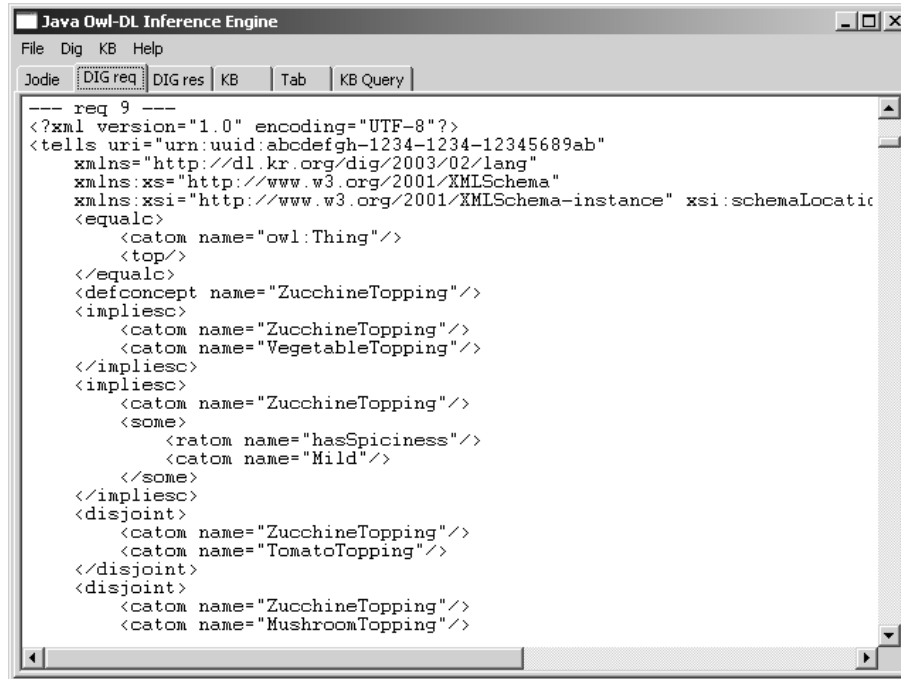 Java Owl-DL Inference Engine
File Dig KB Help
Jodie DIG req DIG res KB Tab KB Query
--- req 9 ---
<?xml version="1.0" encoding="UTF-8"?>
<tells uri="urn:uuid:abcdefgh-1234-1234-12345689ab"
    xmlns="http://dl.kr.org/dig/2003/02/lang"
    xmlns:xs="http://www.w3.org/2001/XMLSchema"
    xmlns:xsi="http://www.w3.org/2001/XMLSchema-instance" xsi:schemaLocatic
    <equalc>
        <catom name="owl:Thing"/>
        <top/>
    </equalc>
    <defconcept name="ZucchineTopping"/>
    <impliesc>
        <catom name="ZucchineTopping"/>
        <catom name="VegetableTopping"/>
    </impliesc>
    <impliesc>
        <catom name="ZucchineTopping"/>
        <some>
            <ratom name="hasSpiciness"/>
            <catom name="Mild"/>
        </some>
    </impliesc>
    <disjoint>
        <catom name="ZucchineTopping"/>
        <catom name="TomatoTopping"/>
    </disjoint>
    <disjoint>
        <catom name="ZucchineTopping"/>
        <catom name="MushroomTopping"/>